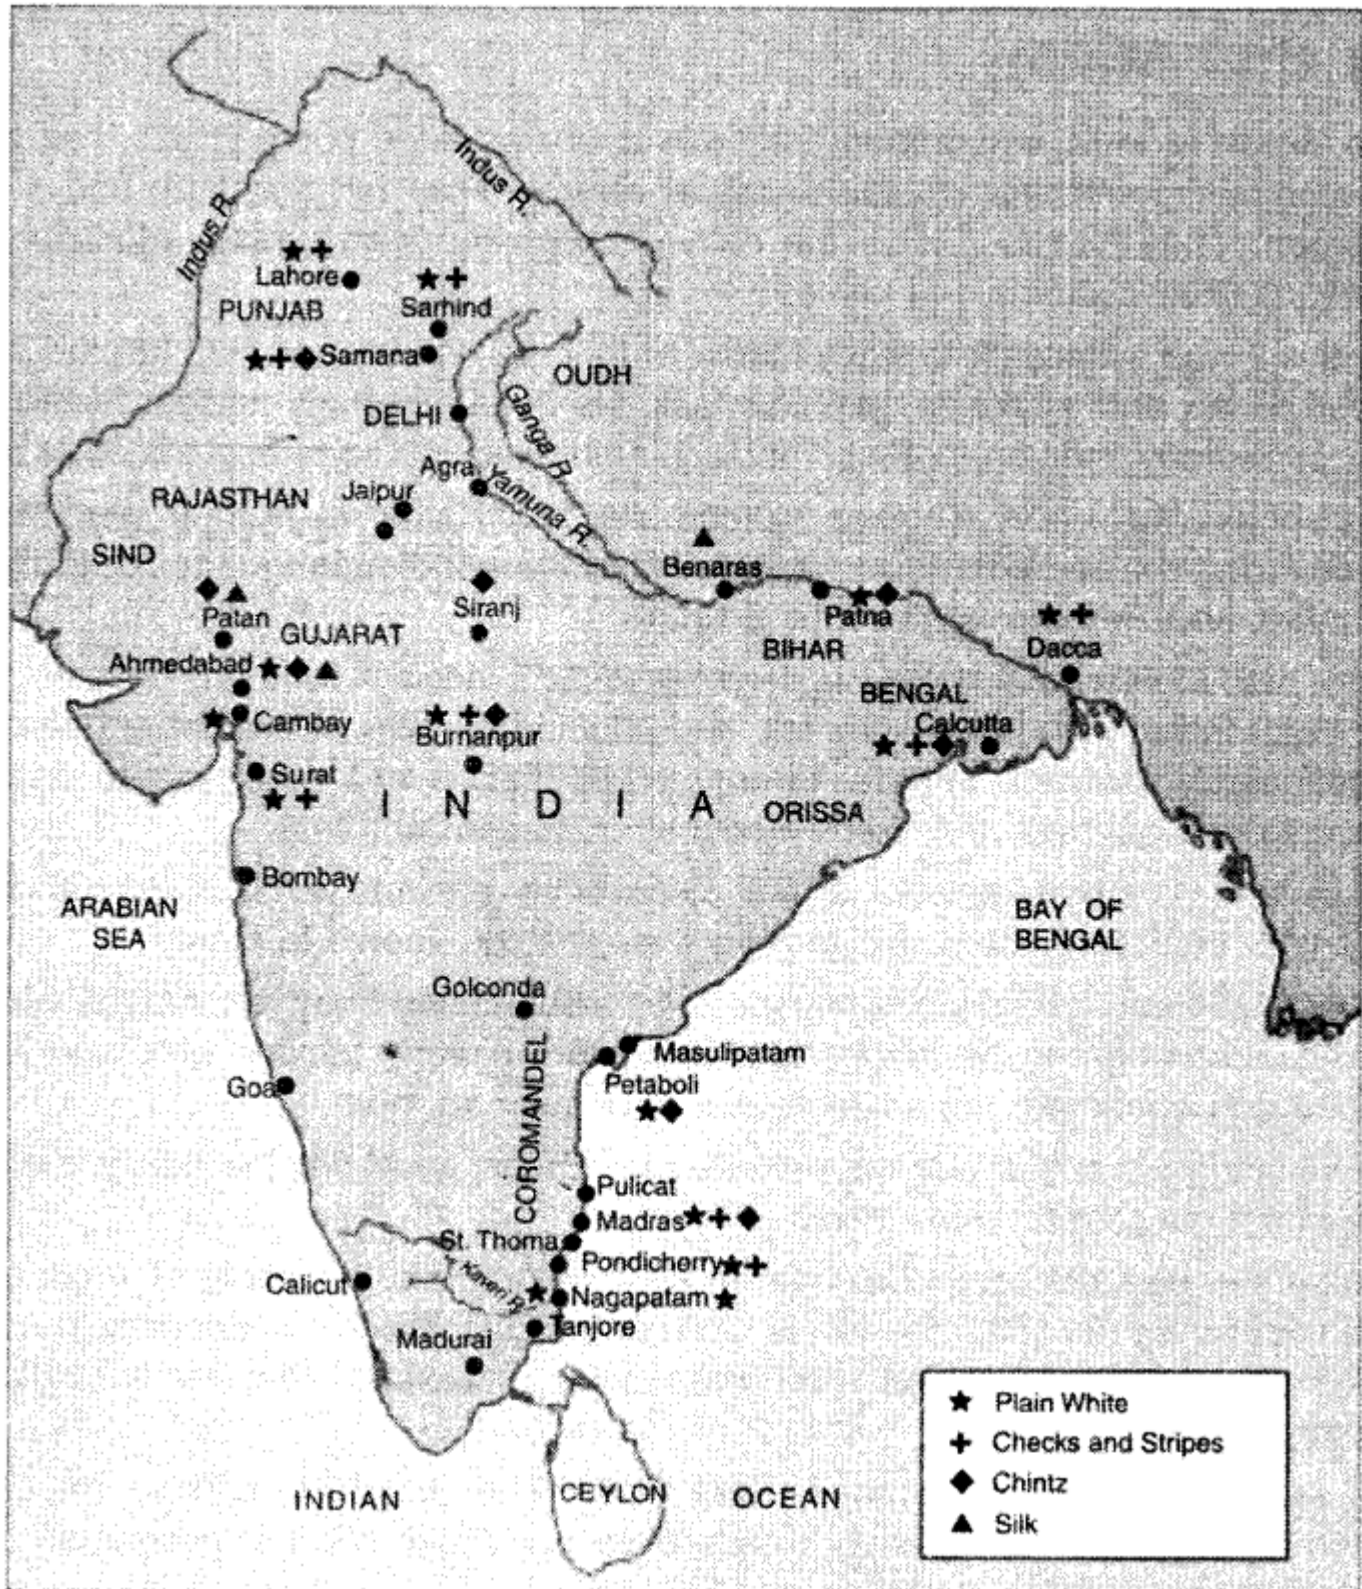 Indus R.
Indus R.
Lahore
PUNJAB
Sarhind
Samana
OUDH
DELHI
Ganga R.
Agra
Yamuna R.
RAJASTHAN
Jaipur
SIND
Benaras
Patan
Siranj
Patna
GUJARAT
BIHAR
Dacca
Ahmedabad
BENGAL
Cambay
Burnanpur
Calcutta
Surat
INDIA
ORISSA
Bombay
ARABIAN
SEA
BAY OF
BENGAL
Golconda
COROMANDEL
Masulipatam
Petaboli
Goa
Pulicat
Madras
St. Thoma
Pondicherry
Kaveri R.
Calicut
Nagapatam
Tanjore
Madurai
Plain White
Checks and Stripes
Chintz
Silk
CEYLON
INDIAN OCEAN